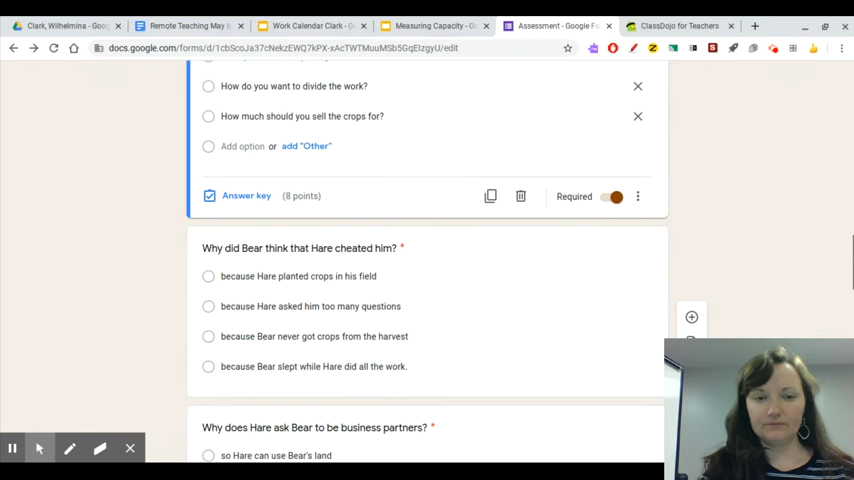 Clark, Wilhelmina - Goog
Remote Teaching May 6
Work Calendar Clark - G
Measuring Capacity - Go
Assessment - Google Fo
ClassDojo for Teachers
docs.google.com/forms/d/1cbScoJa37cNekzEWQ7kPX-xAcTWTMuuMSb5GqEIzgyU/edit
How do you want to divide the work?
How much should you sell the crops for?
Add option or add "Other"
Answer key (8 points)
Required
Why did Bear think that Hare cheated him? *
because Hare planted crops in his field
because Hare asked him too many questions
because Bear never got crops from the harvest
because Bear slept while Hare did all the work.
Why does Hare ask Bear to be business partners? *
so Hare can use Bear's land